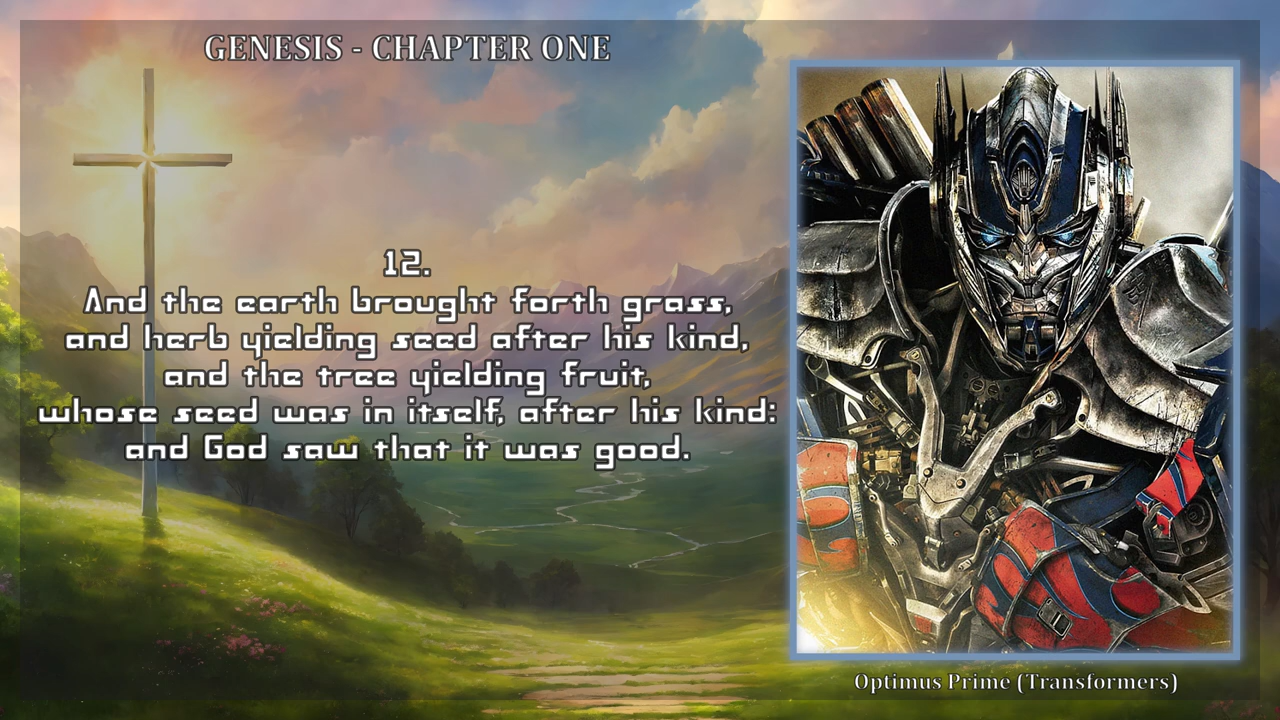 GENESIS - CHAPTER ONE
12.
And the earth brought forth grass,
and herb yielding seed after his kind,
and the tree yielding fruit,
whose seed was in itself, after his kind:
and God saw that it was good.
Optimus Prime (Transformers)